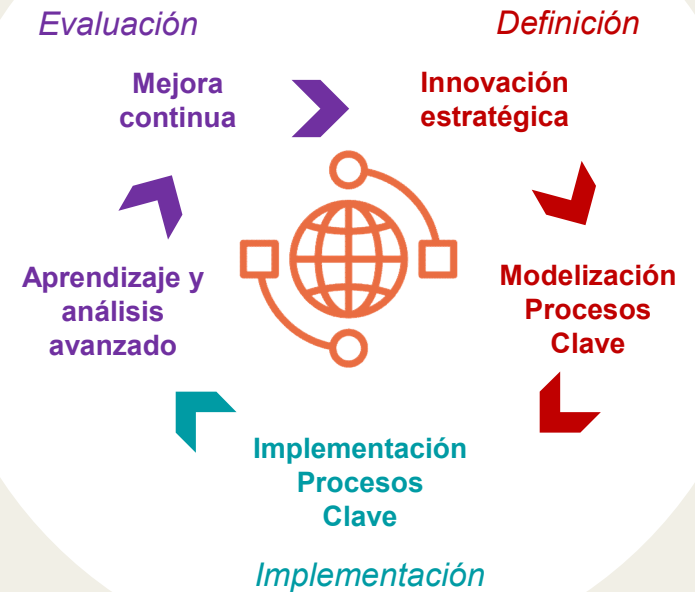 Evaluación
Definición
Mejora
continua
Innovación
estratégica
Modelización
Procesos
Clave
Implementación
Procesos
Clave
Implementación
Aprendizaje y
análisis
avanzado